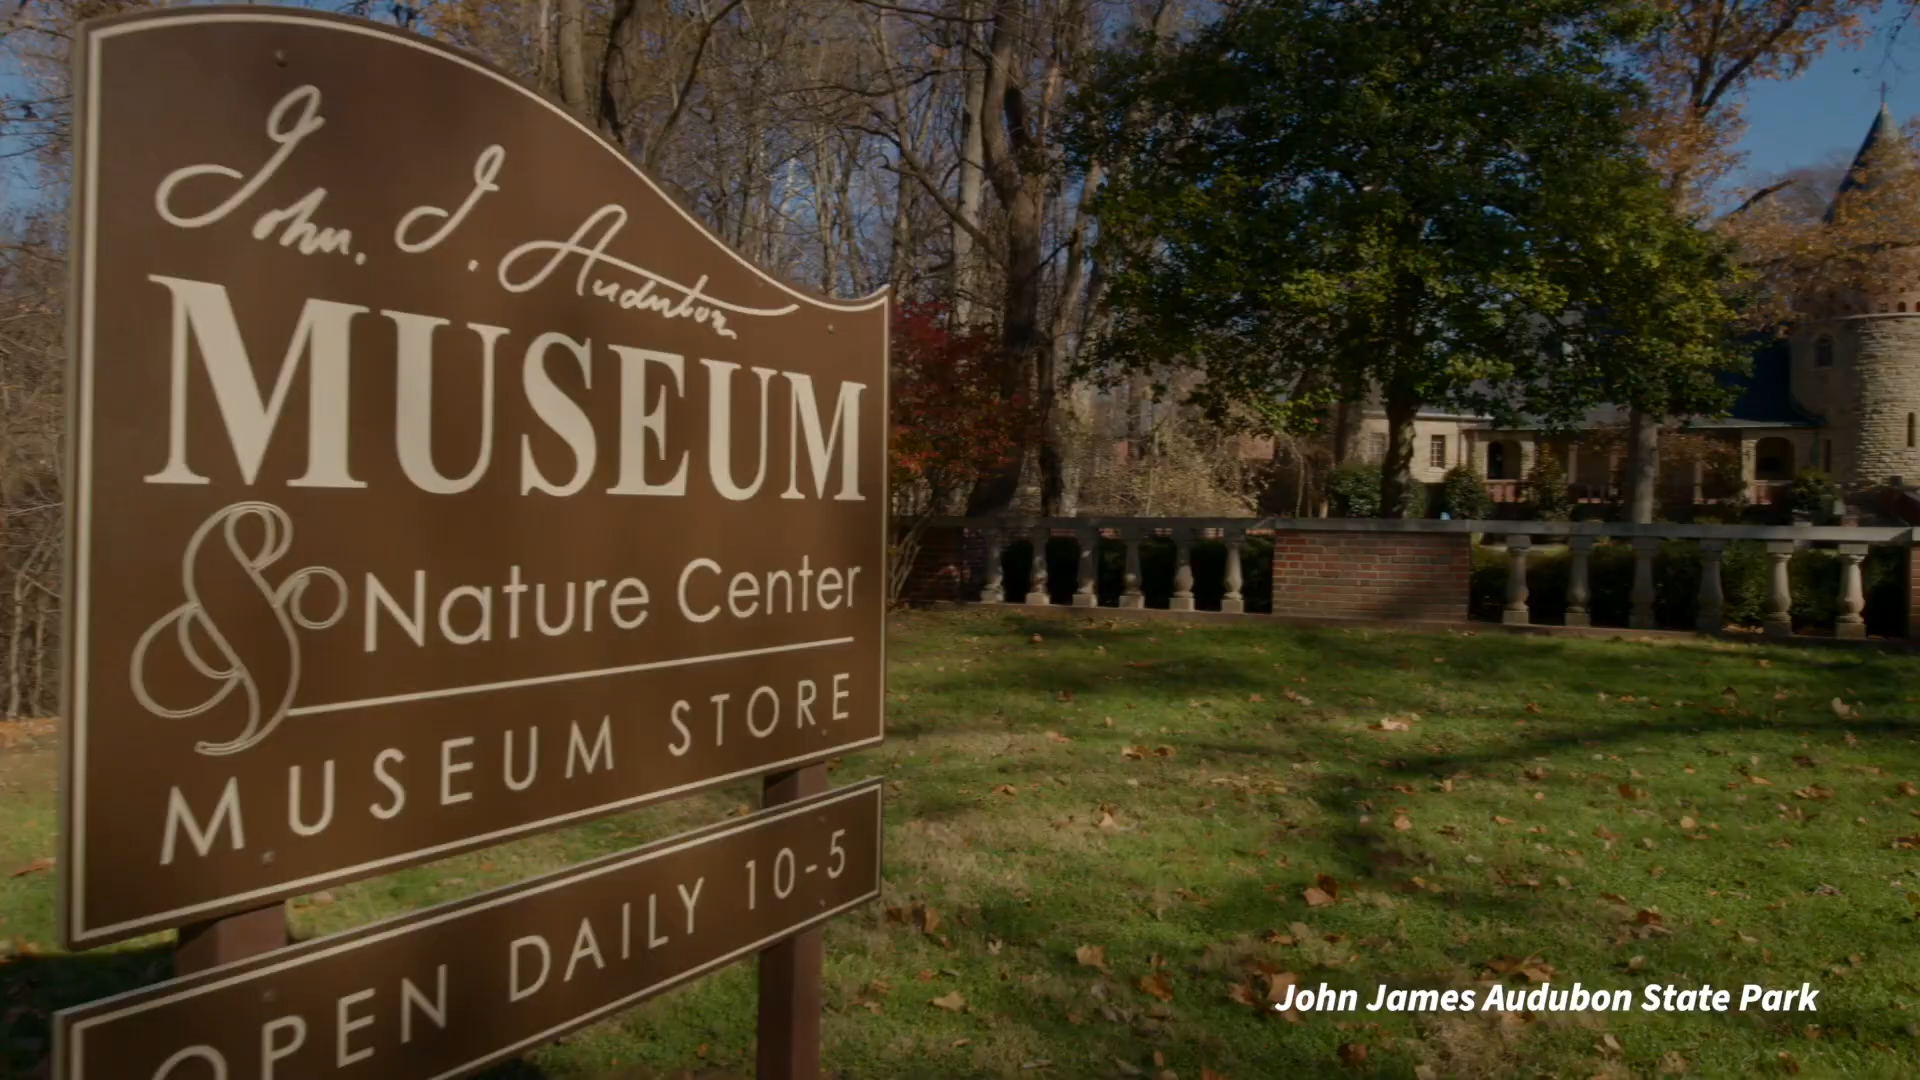 John. J. Audubon
MUSEUM
& Nature Center
MUSEUM STORE
OPEN DAILY 10-5
John James Audubon State Park